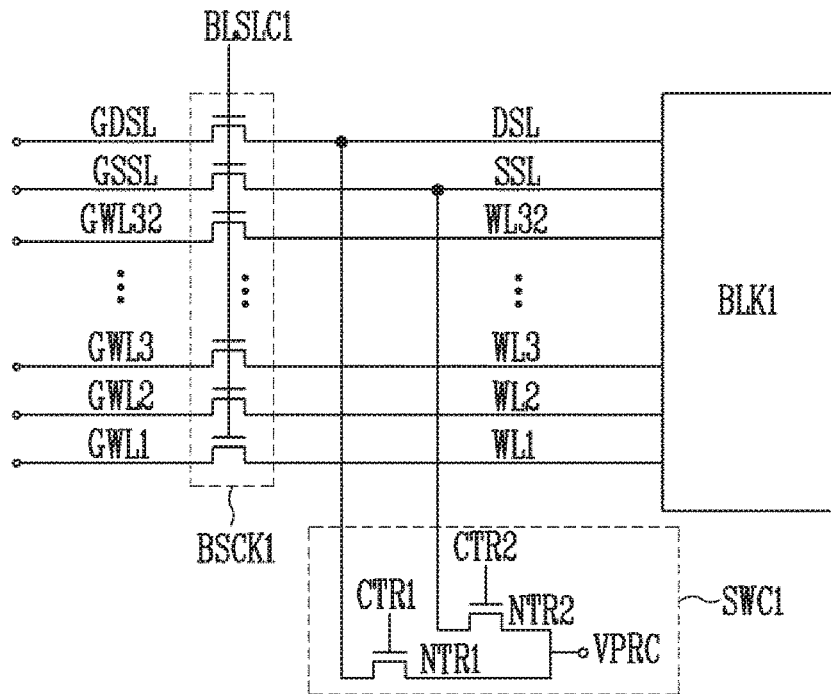 BLSLC1
GDSL DSL
GSSL SSL
GWL32 WL32
BLK1
GWL3 WL3
GWL2 WL2
GWL1 WL1
BSCK1
CTR2
CTR1 NTR2 SWC1
NTR1 VPRC